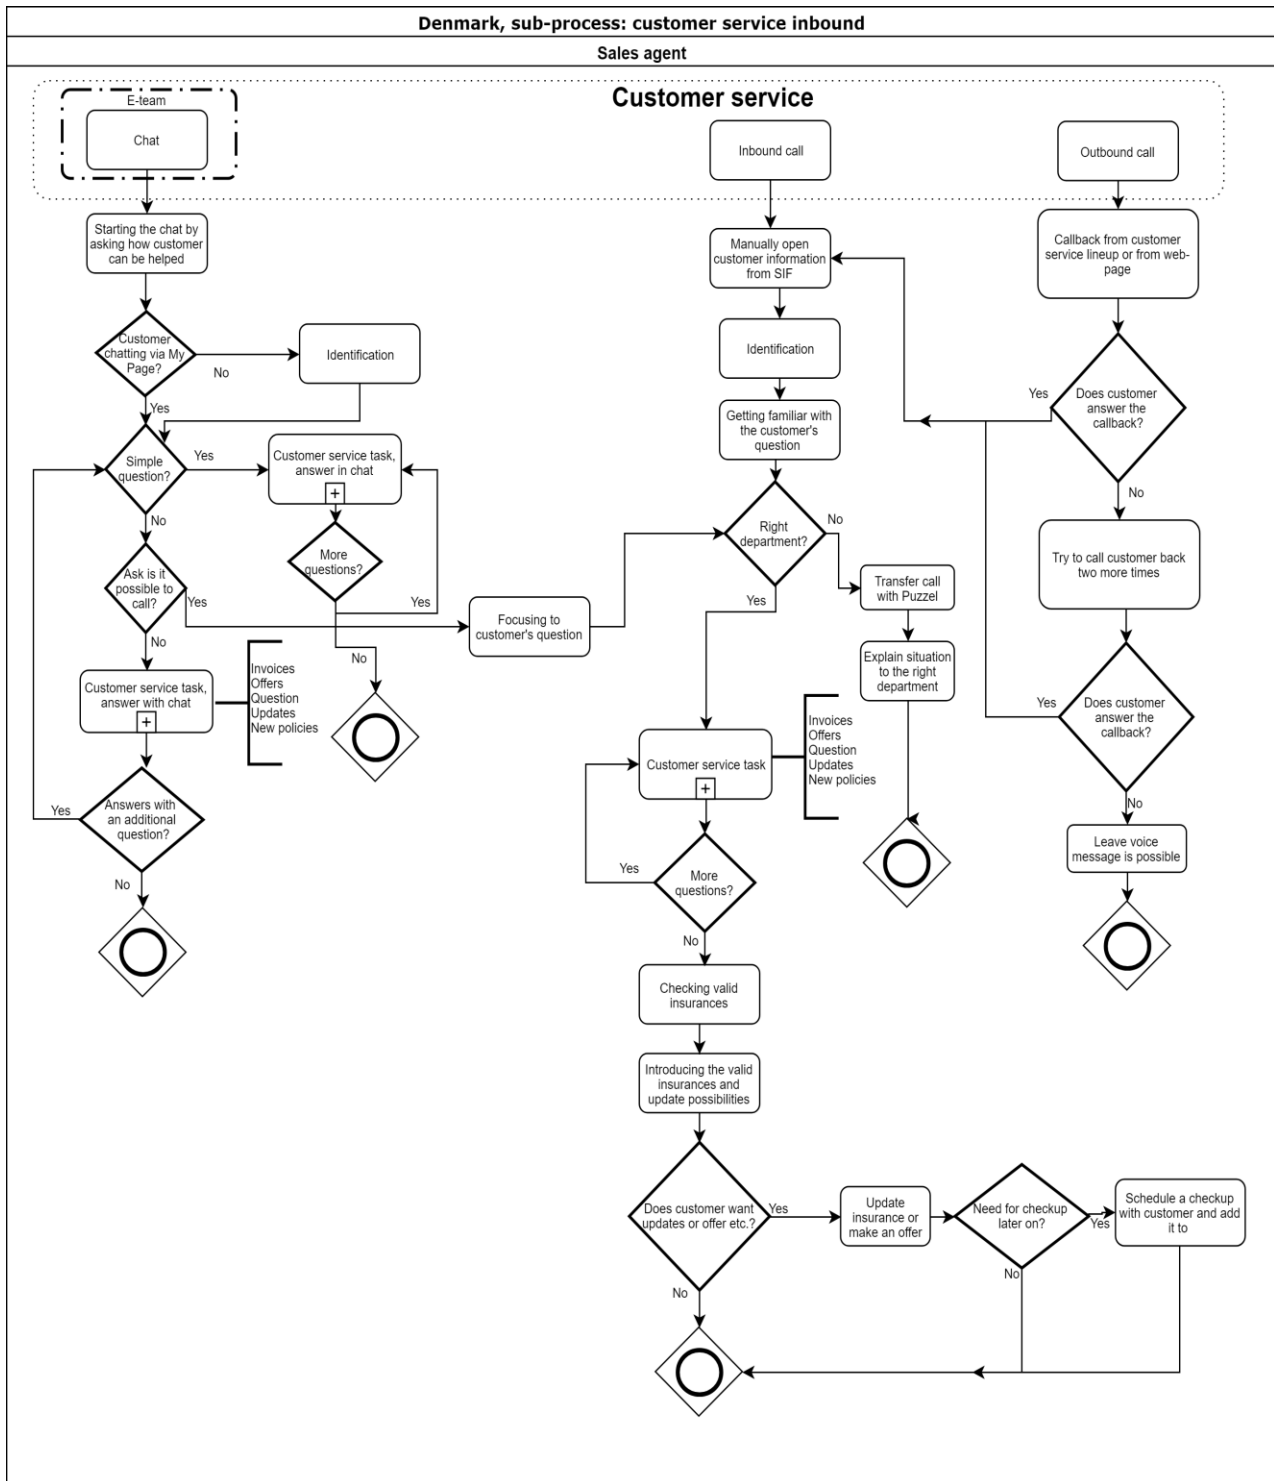 Denmark, sub-process: customer service inbound
Sales agent
Customer service
E-team
Chat
Inbound call
Outbound call
Starting the chat by
asking how customer
can be helped
Manually open
customer information
from SIF
Callback from customer
service lineup or from web-
page
Customer
chatting via My
Page?
No
Identification
Yes
Identification
Does customer
answer the
callback?
Yes
No
Getting familiar with
the customer's
question
Simple
question?
Yes
No
Customer service task,
answer in chat
+
More
questions?
Yes
No
Right
department?
No
Yes
Try to call customer back
two more times
Ask is it
possible to
call?
Yes
No
Focusing to
customer's question
Transfer call
with Puzzel
Explain situation
to the right
department
Customer service task,
answer with chat
+
Invoices
Offers
Question
Updates
New policies
Does customer
answer the
callback?
Yes
No
Customer service task
+
Invoices
Offers
Question
Updates
New policies
Answers with
an additional
question?
Yes
No
Leave voice
message is possible
More
questions?
Yes
No
Checking valid
insurances
Introducing the valid
insurances and
update possibilities
Does customer want
updates or offer etc.?
Yes
No
Update
insurance or
make an offer
Need for checkup
later on?
Yes
No
Schedule a checkup
with customer and add
it to